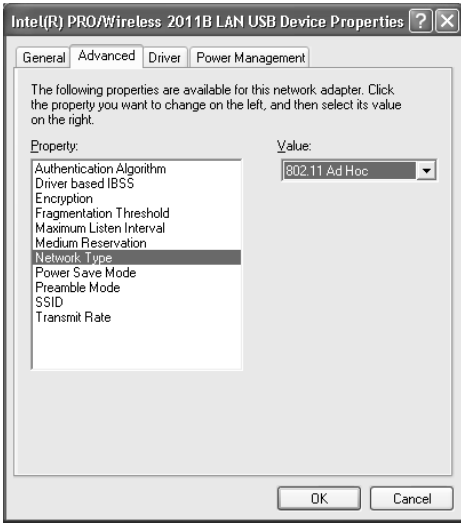 Intel(R) PRO/Wireless 2011B LAN USB Device Properties
General
Advanced
Driver
Power Management
The following properties are available for this network adapter. Click
the property you want to change on the left, and then select its value
on the right.
Property:
Authentication Algorithm
Driver based IBSS
Encryption
Fragmentation Threshold
Maximum Listen Interval
Medium Reservation
Network Type
Power Save Mode
Preamble Mode
SSID
Transmit Rate
Value:
802.11 Ad Hoc
OK
Cancel